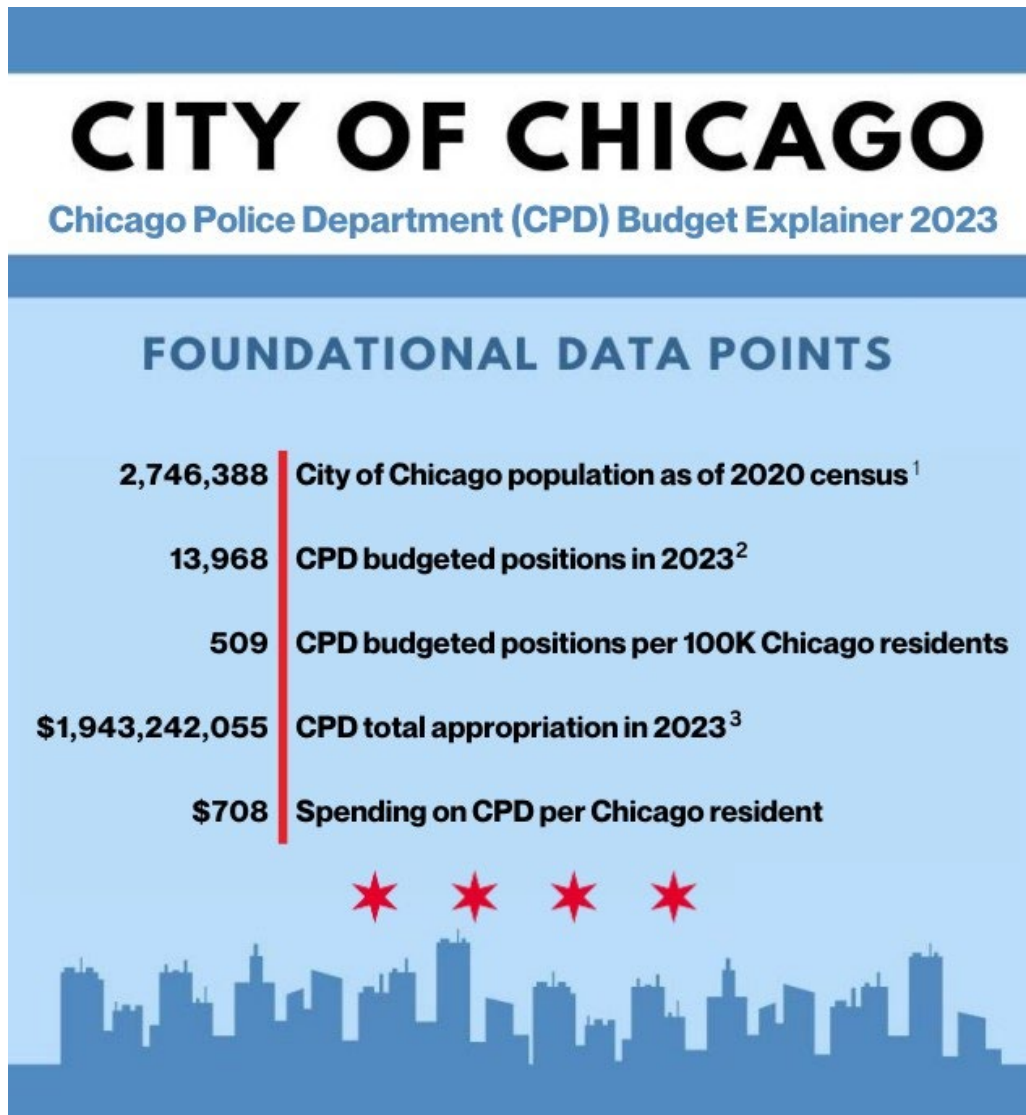 CITY OF CHICAGO
Chicago Police Department (CPD) Budget Explainer 2023
FOUNDATIONAL DATA POINTS
2,746,388 City of Chicago population as of 2020 census 1
13,968 CPD budgeted positions in 2023 2
509 CPD budgeted positions per 100K Chicago residents
$1,943,242,055 CPD total appropriation in 2023 3
$708 Spending on CPD per Chicago resident